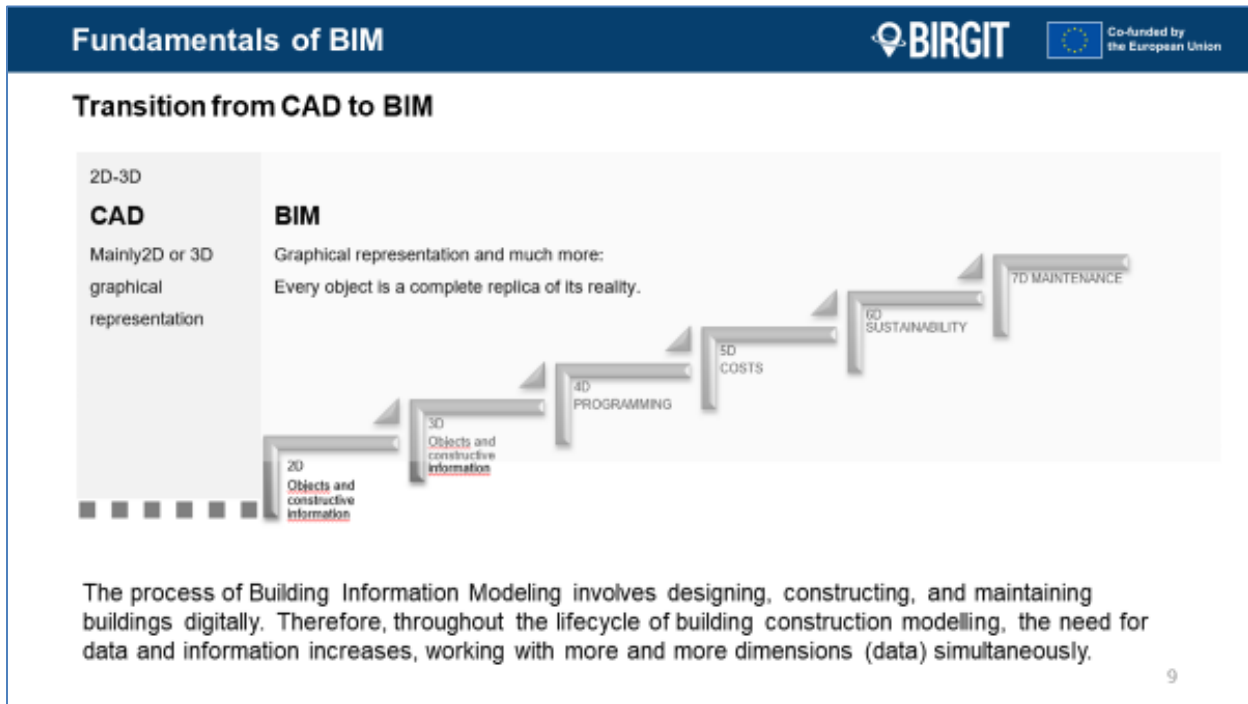 Fundamentals of BIM
BIRGIT
Co-funded by
the European Union
Transition from CAD to BIM
2D-3D
CAD
Mainly2D or 3D
graphical
representation
BIM
Graphical representation and much more:
Every object is a complete replica of its reality.
2D
Objects and
constructive
information
3D
Objects and
constructive
information
4D
PROGRAMMING
5D
COSTS
6D
SUSTAINABILITY
7D MAINTENANCE
The process of Building Information Modeling involves designing, constructing, and maintaining
buildings digitally. Therefore, throughout the lifecycle of building construction modelling, the need for
data and information increases, working with more and more dimensions (data) simultaneously.
9